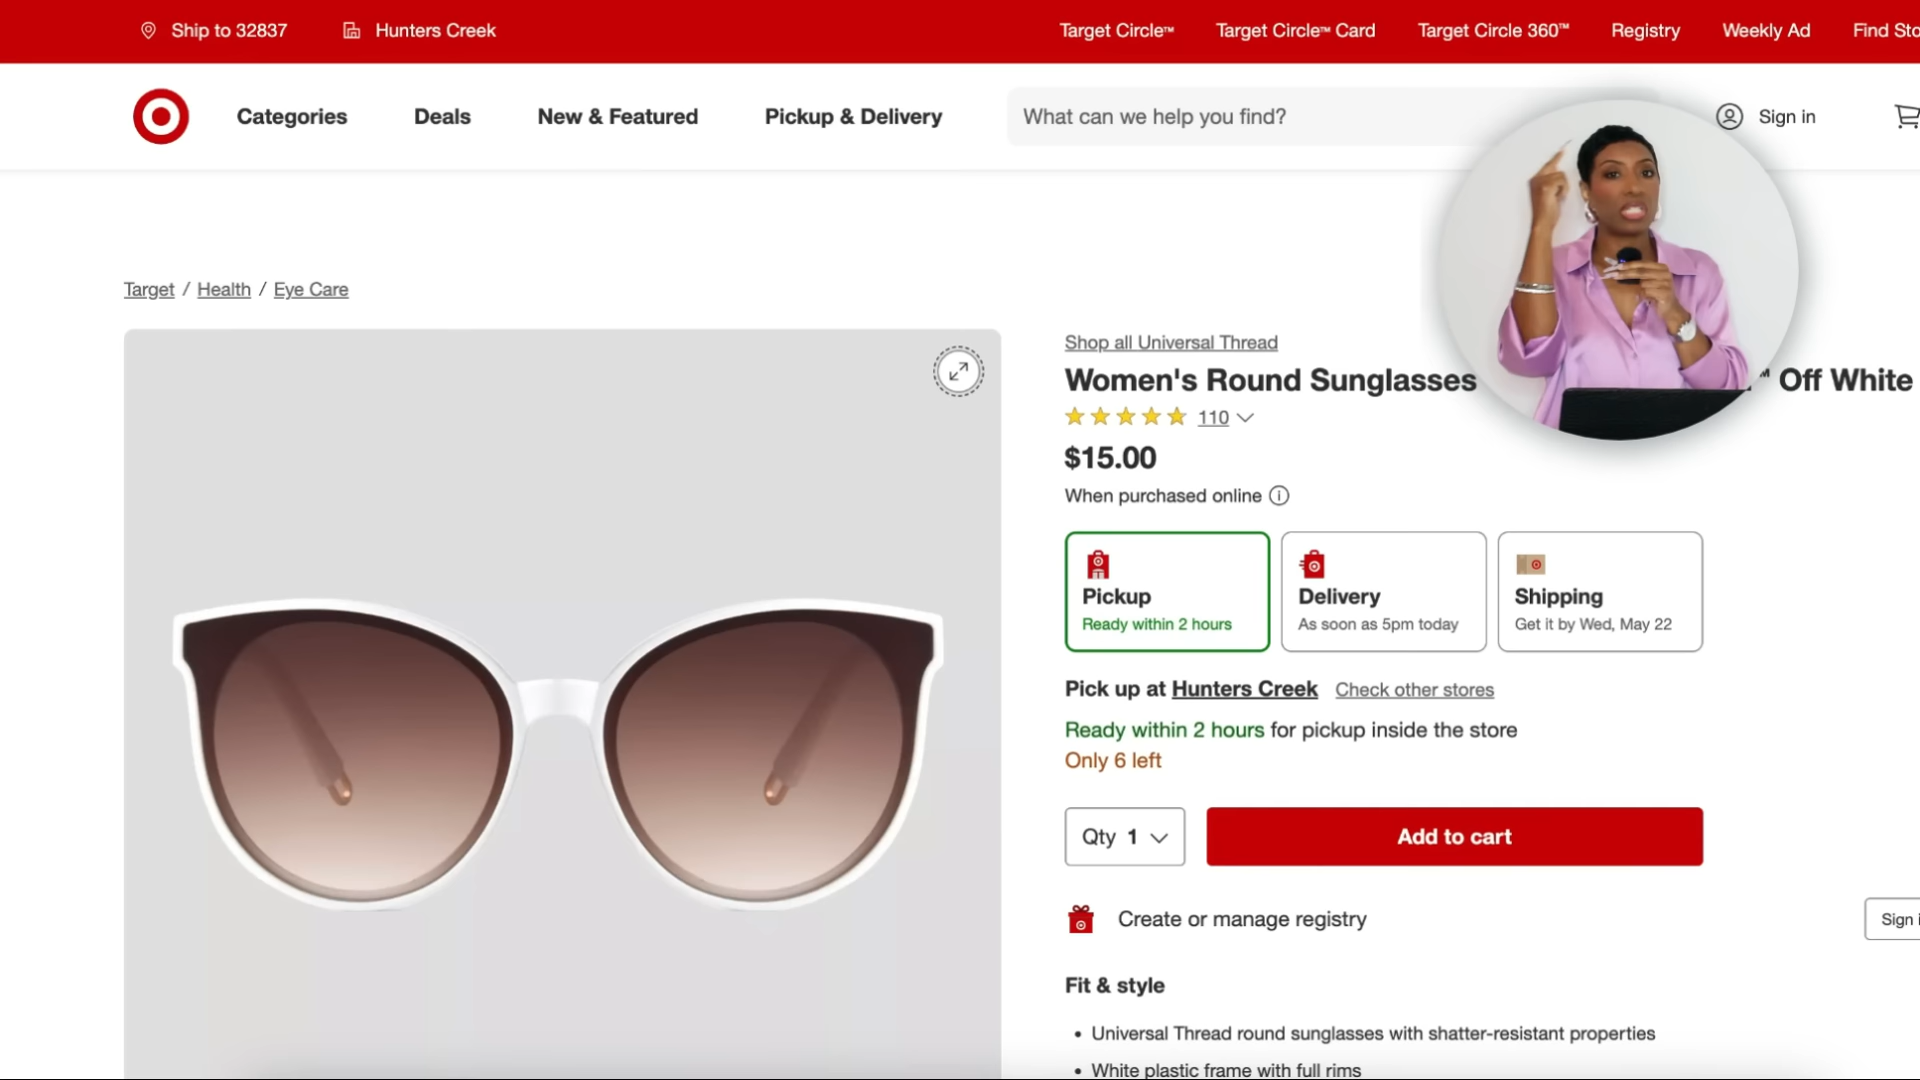 Ship to 32837
Hunters Creek
Target Circle™
Target Circle™ Card
Target Circle 360™
Registry
Weekly Ad
Find Sto
Categories
Deals
New & Featured
Pickup & Delivery
What can we help you find?
Sign in
Target / Health / Eye Care
Shop all Universal Thread
Women's Round Sunglasses ™ Off White
110
$15.00
When purchased online
Pickup
Ready within 2 hours
Delivery
As soon as 5pm today
Shipping
Get it by Wed, May 22
Pick up at Hunters Creek Check other stores
Ready within 2 hours for pickup inside the store
Only 6 left
Qty 1
Add to cart
Create or manage registry
Sign i
Fit & style
• Universal Thread round sunglasses with shatter-resistant properties
• White plastic frame with full rims